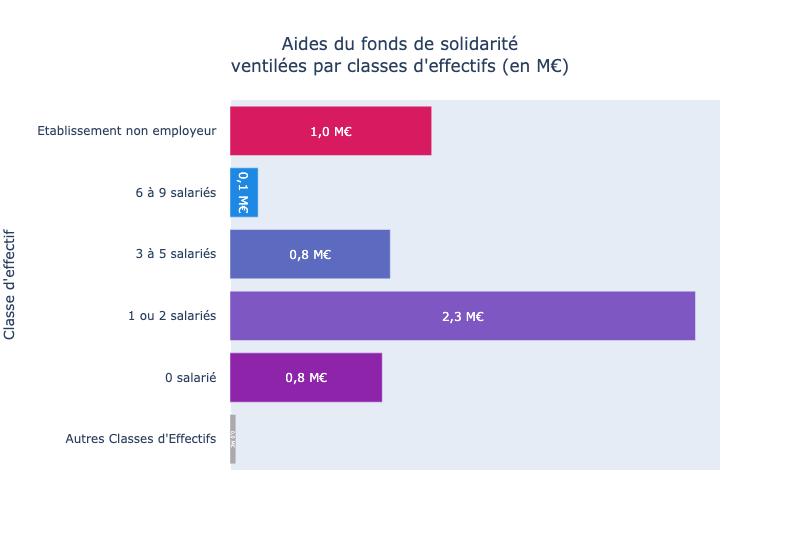 Aides du fonds de solidarité
ventilées par classes d'effectifs (en M€)
Etablissement non employeur
1,0 M€
6 à 9 salariés
0,1 M€
3 à 5 salariés
0,8 M€
Classe d'effectif
1 ou 2 salariés
2,3 M€
0 salarié
0,8 M€
Autres Classes d'Effectifs